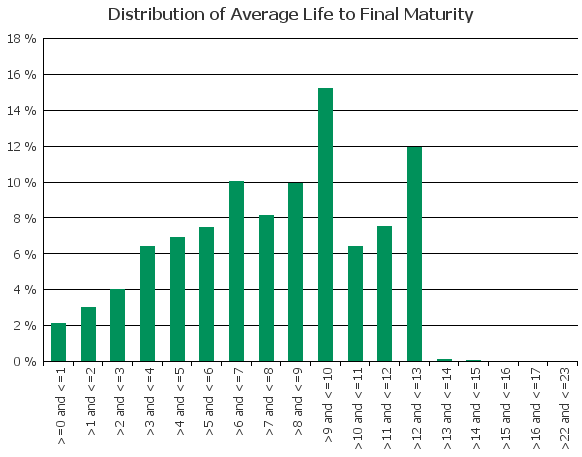 Distribution of Average Life to Final Maturity
18 %
16 %
14 %
12 %
10 %
8 %
6 %
4 %
2 %
0 %
>=0 and <=1
>1 and <=2
>2 and <=3
>3 and <=4
>4 and <=5
>5 and <=6
>6 and <=7
>7 and <=8
>8 and <=9
>9 and <=10
>10 and <=11
>11 and <=12
>12 and <=13
>13 and <=14
>14 and <=15
>15 and <=16
>16 and <=17
>22 and <=23